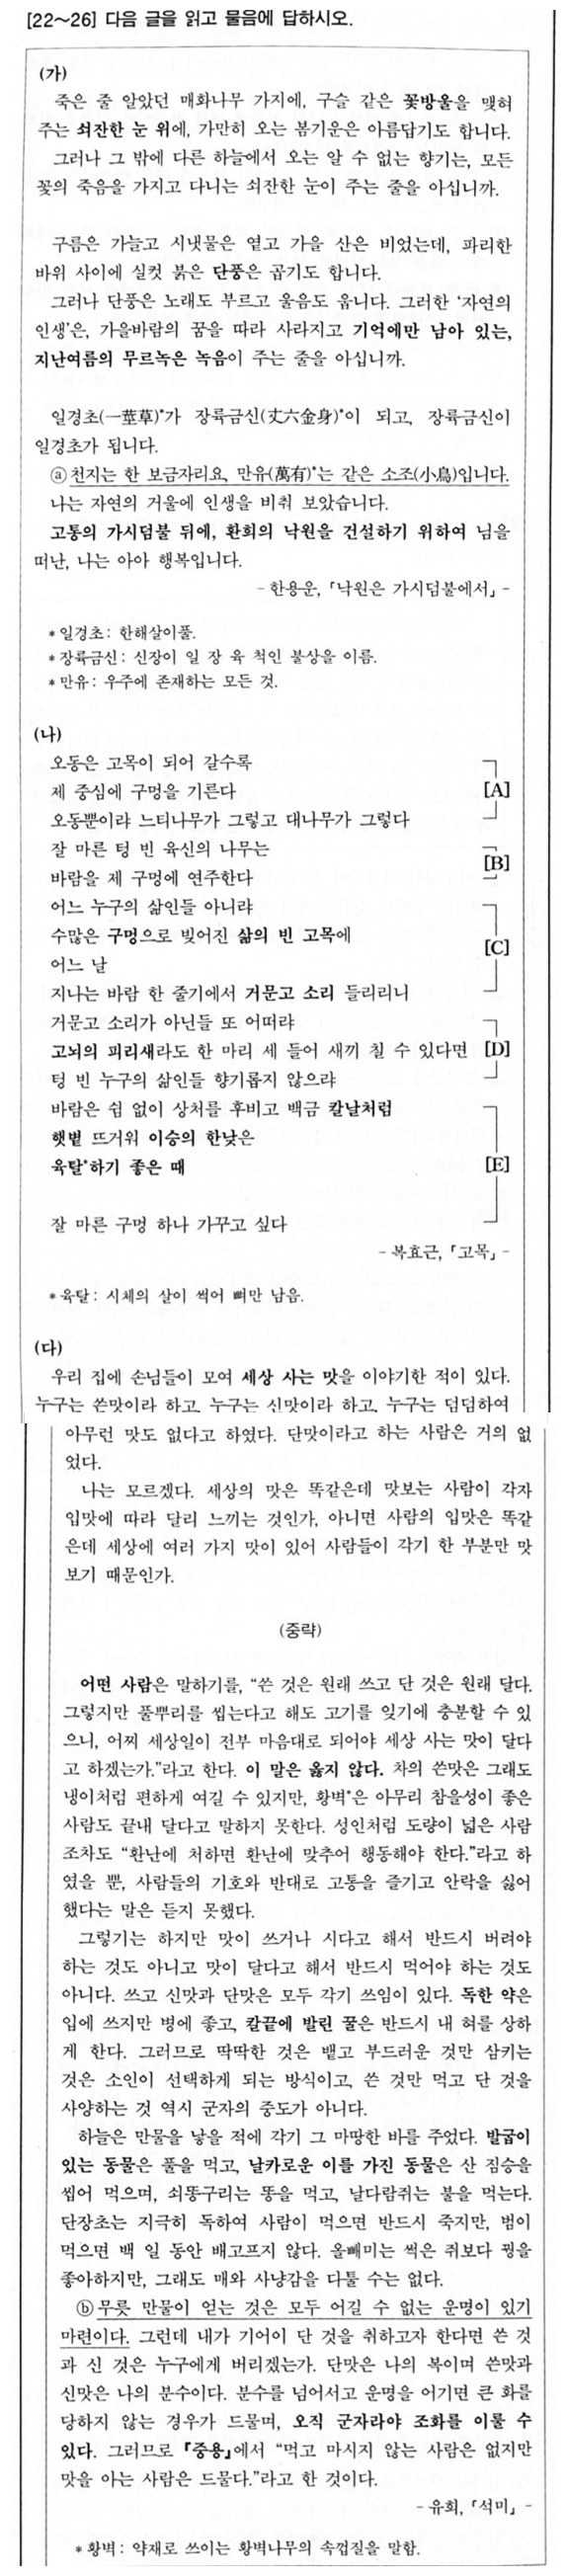 [22～26] 다음 글을 읽고 물음에 답하시오.
(가)
죽은 줄 알았던 매화나무 가지에, 구슬 같은 꽃방울을 맺혀
주는 쇠잔한 눈 위에, 가만히 오는 봄기운은 아름답기도 합니다.
그러나 그 밖에 다른 하늘에서 오는 알 수 없는 향기는, 모든
꽃의 죽음을 가지고 다니는 쇠잔한 눈이 주는 줄을 아십니까.
구름은 가늘고 시냇물은 옅고 가을 산은 비었는데, 파리한
바위 사이에 실컷 붉은 단풍은 곱기도 합니다.
그러나 단풍은 노래도 부르고 울음도 웁니다. 그러한 '자연의
인생'은, 가을바람의 꿈을 따라 사라지고 기억에만 남아 있는,
지난여름의 무르녹은 녹음이 주는 줄을 아십니까.
일경초(一莖草)*가 장륙금신(丈六金身)*이 되고, 장륙금신이
일경초가 됩니다.
ⓐ천지는 한 보금자리요, 만유(萬有)*는 같은 소조(小鳥)입니다.
나는 자연의 거울에 인생을 비춰 보았습니다.
고통의 가시덤불 뒤에, 환희의 낙원을 건설하기 위하여 님을
떠난, 나는 아아 행복입니다.
- 한용운, 「낙원은 가시덤불에서」 -
* 일경초 : 한해살이풀.
* 장륙금신 : 신장이 일 장 육 척인 불상을 이름.
* 만유 : 우주에 존재하는 모든 것.
(나)
오동은 고목이 되어 갈수록
제 중심에 구멍을 기른다 [A]
오동뿐이랴 느티나무가 그렇고 대나무가 그렇다
잘 마른 텅 빈 육신의 나무는 [B]
바람을 제 구멍에 연주한다
어느 누구의 삶인들 아니랴
수많은 구멍으로 빚어진 삶의 빈 고목에 [C]
어느 날
지나는 바람 한 줄기에서 거문고 소리 들리리니
거문고 소리가 아닌들 또 어떠랴
고뇌의 피리새라도 한 마리 세 들어 새끼 칠 수 있다면 [D]
텅 빈 누구의 삶인들 향기롭지 않으랴
바람은 쉼 없이 상처를 후비고 백금 칼날처럼
햇볕 뜨거워 이승의 한낮은
육탈*하기 좋은 때 [E]
잘 마른 구멍 하나 가꾸고 싶다
- 복효근, 「고목」 -
* 육탈 : 시체의 살이 썩어 뼈만 남음.
(다)
우리 집에 손님들이 모여 세상 사는 맛을 이야기한 적이 있다.
누구는 쓴맛이라 하고, 누구는 신맛이라 하고, 누구는 덤덤하여
아무런 맛도 없다고 하였다. 단맛이라고 하는 사람은 거의 없
었다.
나는 모르겠다. 세상의 맛은 똑같은데 맛보는 사람이 각자
입맛에 따라 달리 느끼는 것인가, 아니면 사람의 입맛은 똑같
은데 세상에 여러 가지 맛이 있어 사람들이 각기 한 부분만 맛
보기 때문인가.
(중략)
어떤 사람은 말하기를, “쓴 것은 원래 쓰고 단 것은 원래 달다.
그렇지만 풀뿌리를 씹는다고 해도 고기를 잊기에 충분할 수 있
으니, 어찌 세상일이 전부 마음대로 되어야 세상 사는 맛이 달다
고 하겠는가.”라고 한다. 이 말은 옳지 않다. 차의 쓴맛은 그래도
냉이처럼 편하게 여길 수 있지만, 황벽*은 아무리 참을성이 좋은
사람도 끝내 달다고 말하지 못한다. 성인처럼 도량이 넓은 사람
조차도 “환난에 처하면 환난에 맞추어 행동해야 한다.”라고 하
였을 뿐, 사람들의 기호와 반대로 고통을 즐기고 안락을 싫어
했다는 말은 듣지 못했다.
그렇기는 하지만 맛이 쓰거나 시다고 해서 반드시 버려야
하는 것도 아니고 맛이 달다고 해서 반드시 먹어야 하는 것도
아니다. 쓰고 신맛과 단맛은 모두 각기 쓰임이 있다. 독한 약은
입에 쓰지만 병에 좋고, 칼끝에 발린 꿀은 반드시 내 혀를 상하
게 한다. 그러므로 딱딱한 것은 뱉고 부드러운 것만 삼키는
것은 소인이 선택하게 되는 방식이고, 쓴 것만 먹고 단 것을
사양하는 것 역시 군자의 중도가 아니다.
하늘은 만물을 낳을 적에 각기 그 마땅한 바를 주었다. 발굽이
있는 동물은 풀을 먹고, 날카로운 이를 가진 동물은 산 짐승을
씹어 먹으며, 쇠똥구리는 똥을 먹고, 날다람쥐는 불을 먹는다.
단장초는 지극히 독하여 사람이 먹으면 반드시 죽지만, 범이
먹으면 백 일 동안 배고프지 않다. 올빼미는 썩은 쥐보다 꿩을
좋아하지만, 그래도 매와 사냥감을 다툴 수는 없다.
ⓑ무릇 만물이 얻는 것은 모두 어길 수 없는 운명이 있기
마련이다. 그런데 내가 기어이 단 것을 취하고자 한다면 쓴 것
과 신 것은 누구에게 버리겠는가. 단맛은 나의 복이며 쓴맛과
신맛은 나의 분수이다. 분수를 넘어서고 운명을 어기면 큰 화를
당하지 않는 경우가 드물며, 오직 군자라야 조화를 이룰 수
있다. 그러므로 『중용』에서 “먹고 마시지 않는 사람은 없지만
맛을 아는 사람은 드물다.”라고 한 것이다.
- 유희, 「석미」 -
* 황벽 : 약재로 쓰이는 황벽나무의 속껍질을 말함.